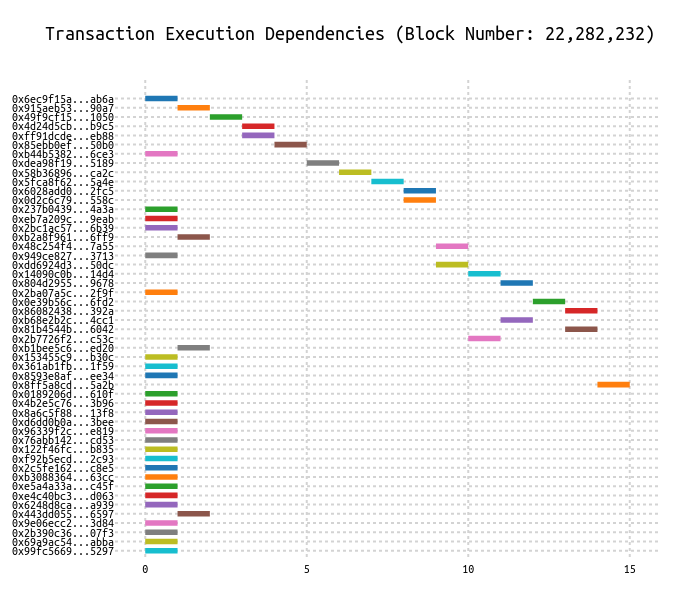 Transaction Execution Dependencies (Block Number: 22,282,232)
0x6ec9f15a...ab6a
0x915aeb53...90a7
0x49f9cf15...1050
0x4d24d5cb...b9c5
0xff91dcde...eb88
0x85ebb0ef...50b0
0xb44b5382...6ce3
0xdea98f19...5189
0x58b36896...ca2c
0x5fca8f62...5a4e
0x6028add0...2fc5
0x0d2c6c79...558c
0x237b0439...4a3a
0xeb7a209c...9eab
0x2bc1ac57...6b39
0xb2a8f961...6ff9
0x48c254f4...7a55
0x949ce827...3713
0xdd6924d3...50dc
0x14090c0b...14d4
0x804d2955...9678
0x2ba07a5c...2f9f
0x0e39b56c...6fd2
0x86082438...392a
0xb68e2b2c...4cc1
0x81b4544b...6042
0x2b7726f2...c53c
0xb1bee5c6...ed20
0x153455c9...b30c
0x361ab1fb...1f59
0x8593e8af...ee34
0x8ff5a8cd...5a2b
0x0189206d...610f
0x4b2e5c76...3b96
0x8a6c5f88...13f8
0xd6dd0b0a...3bee
0x96339f2c...e819
0x76abb142...cd53
0x122f46fc...b835
0xf92b5ecd...2c93
0x2c5fe162...c8e5
0xb3088364...63cc
0xe5a4a33a...c45f
0xe4c40bc3...d063
0x6248d8ca...a939
0x443dd055...6597
0x9e06ecc2...3d84
0x2b390c36...07f3
0x69a9ac54...abba
0x99fc5669...5297
0 5 10 15